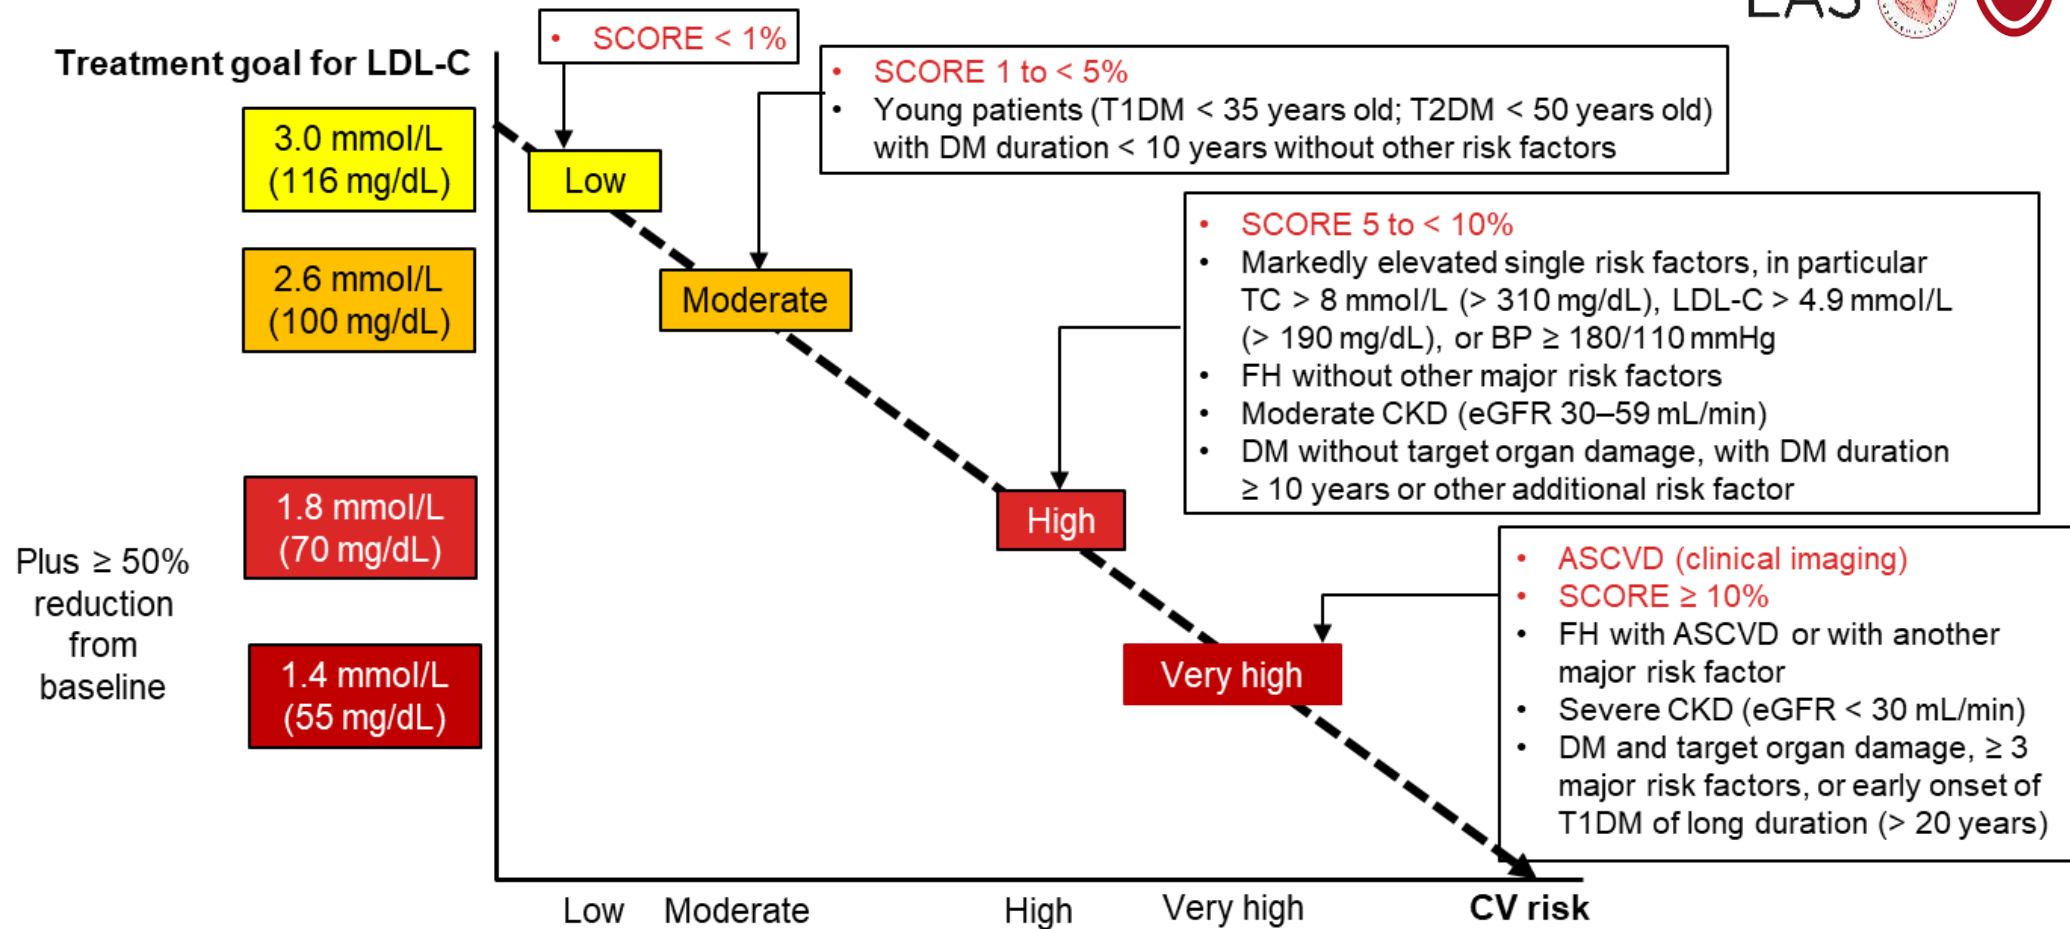 EAS
• SCORE < 1%
Treatment goal for LDL-C
• SCORE 1 to < 5%
• Young patients (T1DM < 35 years old; T2DM < 50 years old)
with DM duration < 10 years without other risk factors
3.0 mmol/L
(116 mg/dL)
Low
• SCORE 5 to < 10%
• Markedly elevated single risk factors, in particular
TC > 8 mmol/L (> 310 mg/dL), LDL-C > 4.9 mmol/L
(> 190 mg/dL), or BP ≥ 180/110 mmHg
• FH without other major risk factors
• Moderate CKD (eGFR 30–59 mL/min)
• DM without target organ damage, with DM duration
≥ 10 years or other additional risk factor
2.6 mmol/L
(100 mg/dL)
Moderate
1.8 mmol/L
(70 mg/dL)
High
Plus ≥ 50%
reduction
from
baseline
• ASCVD (clinical imaging)
• SCORE ≥ 10%
• FH with ASCVD or with another
major risk factor
• Severe CKD (eGFR < 30 mL/min)
• DM and target organ damage, ≥ 3
major risk factors, or early onset of
T1DM of long duration (> 20 years)
1.4 mmol/L
(55 mg/dL)
Very high
Low
Moderate
High
Very high
CV risk